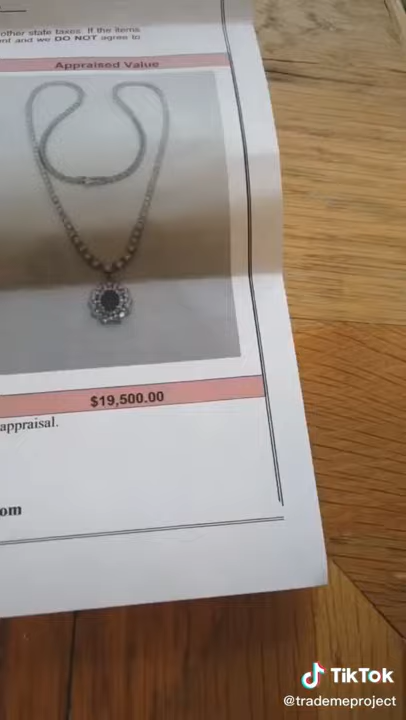 other state taxes. If the items
and we DO NOT agree to
Appraised Value
$19,500.00
appraisal.
om
TikTok
@trademeproject